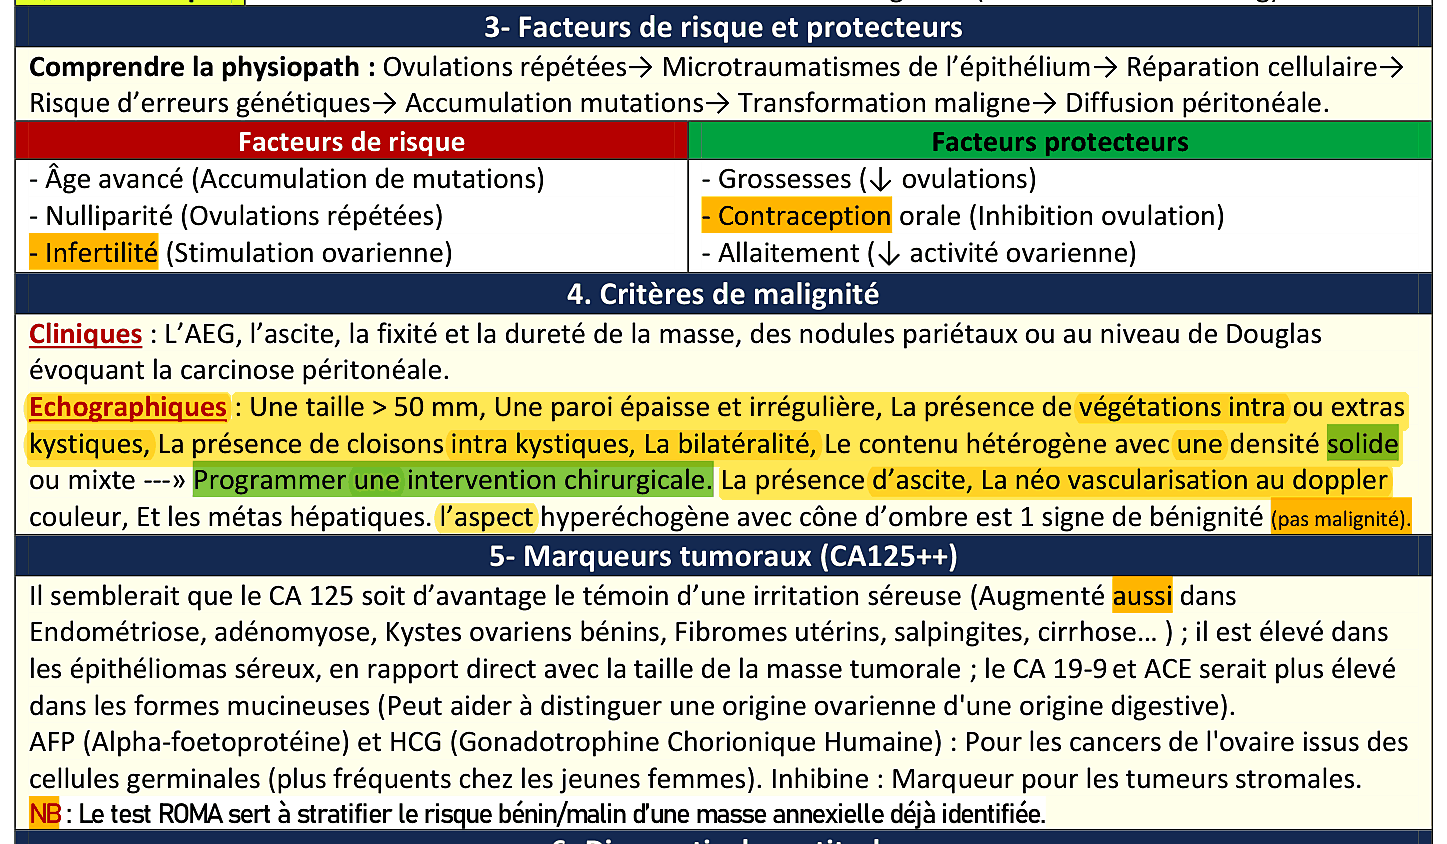 3- Facteurs de risque et protecteurs
Comprendre la physiopath : Ovulations répétées→ Microtraumatismes de l’épithélium→ Réparation cellulaire→
Risque d’erreurs génétiques→ Accumulation mutations→ Transformation maligne→ Diffusion péritonéale.
Facteurs de risque
- Âge avancé (Accumulation de mutations)
- Nulliparité (Ovulations répétées)
- Infertilité (Stimulation ovarienne)
Facteurs protecteurs
- Grossesses (↓ ovulations)
- Contraception orale (Inhibition ovulation)
- Allaitement (↓ activité ovarienne)
4. Critères de malignité
Cliniques : L’AEG, l’ascite, la fixité et la dureté de la masse, des nodules pariétaux ou au niveau de Douglas
évoquant la carcinose péritonéale.
Echographiques : Une taille > 50 mm, Une paroi épaisse et irrégulière, La présence de végétations intra ou extras
kystiques, La présence de cloisons intra kystiques, La bilatéralité, Le contenu hétérogène avec une densité solide
ou mixte ---» Programmer une intervention chirurgicale. La présence d’ascite, La néo vascularisation au doppler
couleur, Et les métas hépatiques. l’aspect hyperéchogène avec cône d’ombre est 1 signe de bénignité (pas malignité).
5- Marqueurs tumoraux (CA125++)
Il semblerait que le CA 125 soit d’avantage le témoin d’une irritation séreuse (Augmenté aussi dans
Endométriose, adénomyose, Kystes ovariens bénins, Fibromes utérins, salpingites, cirrhose… ) ; il est élevé dans
les épithéliomas séreux, en rapport direct avec la taille de la masse tumorale ; le CA 19-9 et ACE serait plus élevé
dans les formes mucineuses (Peut aider à distinguer une origine ovarienne d'une origine digestive).
AFP (Alpha-foetoprotéine) et HCG (Gonadotrophine Chorionique Humaine) : Pour les cancers de l'ovaire issus des
cellules germinales (plus fréquents chez les jeunes femmes). Inhibine : Marqueur pour les tumeurs stromales.
NB : Le test ROMA sert à stratifier le risque bénin/malin d’une masse annexielle déjà identifiée.